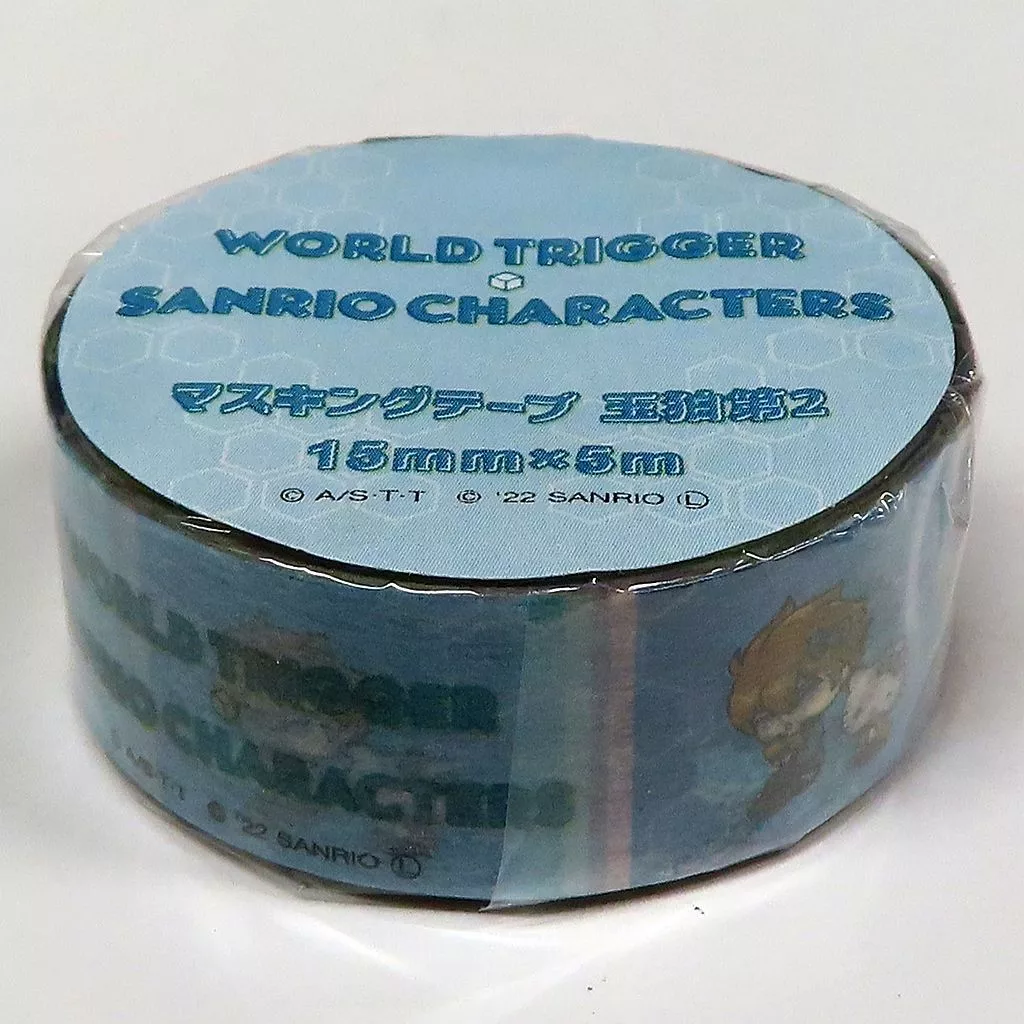 WORLD TRIGGER
SANRIO CHARACTERS
マスキングテープ 玉狛第2
15mm×5m
© A/S·T·T © '22 SANRIO Ⓛ
WORLD TRIGGER
CHARACTERS
A/S·T·T © '22 SANRIO Ⓛ